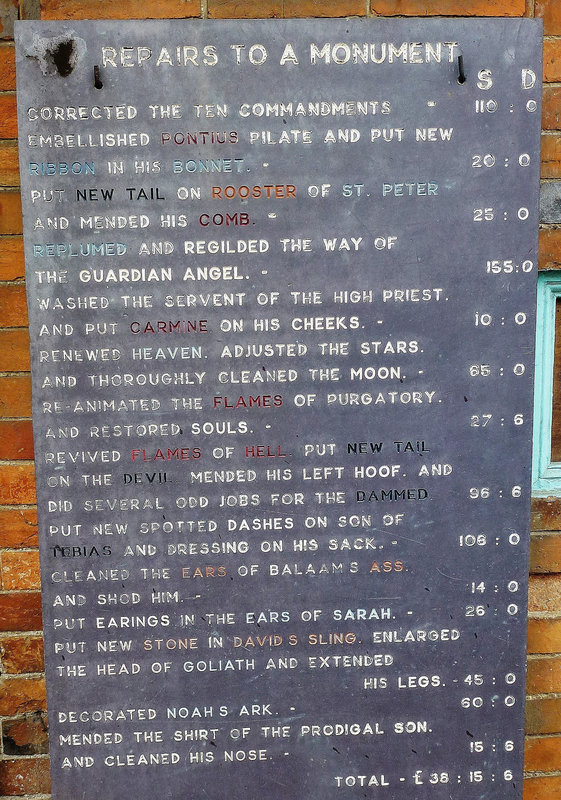 REPAIRS TO A MONUMENT
S D
CORRECTED THE TEN COMMANDMENTS - 110 : 0
EMBELLISHED PONTIUS PILATE AND PUT NEW
RIBBON IN HIS BONNET. - 20 : 0
PUT NEW TAIL ON ROOSTER OF ST. PETER
AND MENDED HIS COMB. - 25 : 0
REPLUMED AND REGILDED THE WAY OF
THE GUARDIAN ANGEL. - 155:0
WASHED THE SERVENT OF THE HIGH PRIEST.
AND PUT CARMINE ON HIS CHEEKS. - 10 : 0
RENEWED HEAVEN. ADJUSTED THE STARS.
AND THOROUGHLY CLEANED THE MOON. - 65 : 0
RE-ANIMATED THE FLAMES OF PURGATORY.
AND RESTORED SOULS. - 27 : 6
REVIVED FLAMES OF HELL. PUT NEW TAIL
ON THE DEVIL. MENDED HIS LEFT HOOF. AND
DID SEVERAL ODD JOBS FOR THE DAMMED 96 : 6
PUT NEW SPOTTED DASHES ON SON OF
TEBIAS AND DRESSING ON HIS SACK. - 108 : 0
CLEANED THE EARS OF BALAAM'S ASS.
AND SHOD HIM. - 14 : 0
PUT EARINGS IN THE EARS OF SARAH. - 26 : 0
PUT NEW STONE IN DAVID'S SLING. ENLARGED
THE HEAD OF GOLIATH AND EXTENDED
HIS LEGS. - 45 : 0
DECORATED NOAH'S ARK. - 60 : 0
MENDED THE SHIRT OF THE PRODIGAL SON.
AND CLEANED HIS NOSE. - 15 : 6
TOTAL - £ 38 : 15 : 6